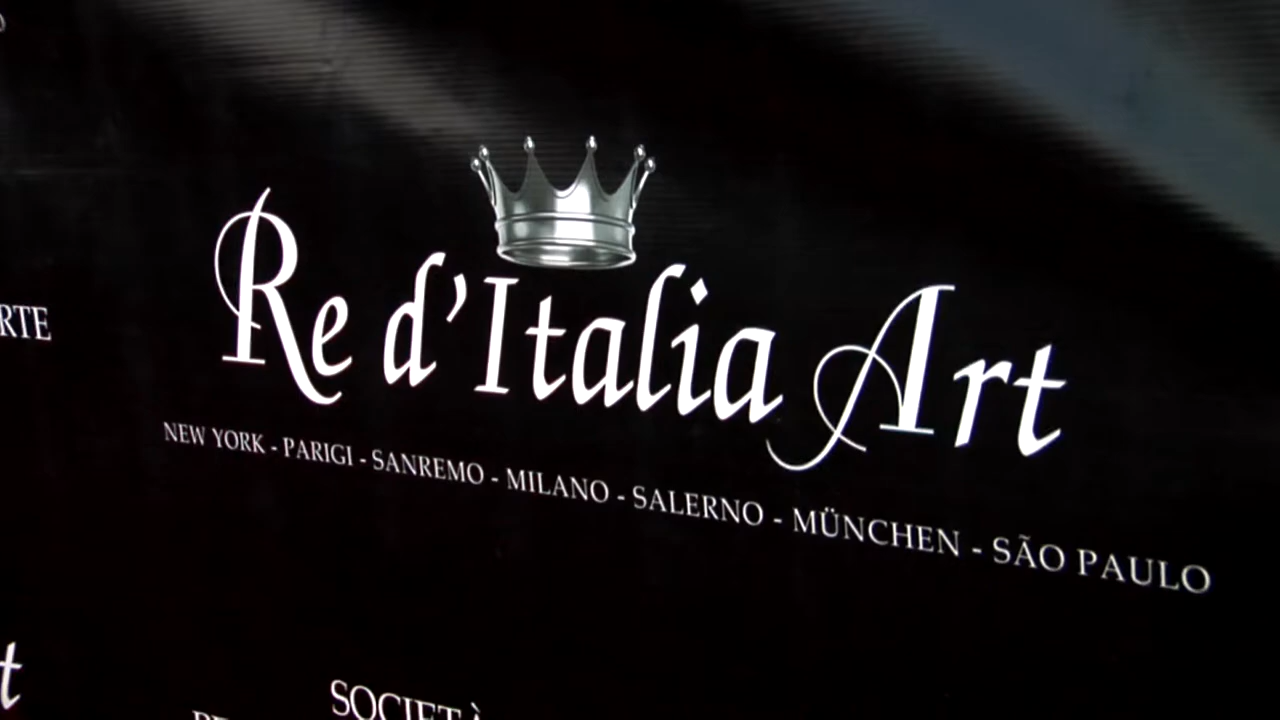 RTE
Re d'Italia Art
NEW YORK - PARIGI - SANREMO - MILANO - SALERNO - MÜNCHEN - SÃO PAULO
t
SOCIETÀ